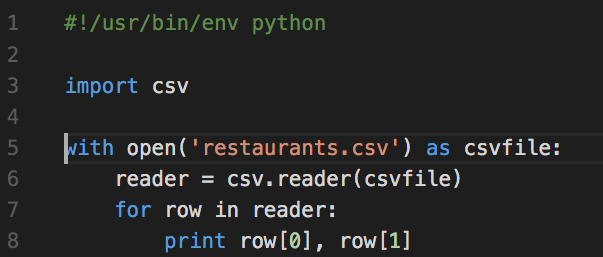 1 #!/usr/bin/env python
2
3 import csv
4
5 with open('restaurants.csv') as csvfile:
6     reader = csv.reader(csvfile)
7     for row in reader:
8         print row[0], row[1]